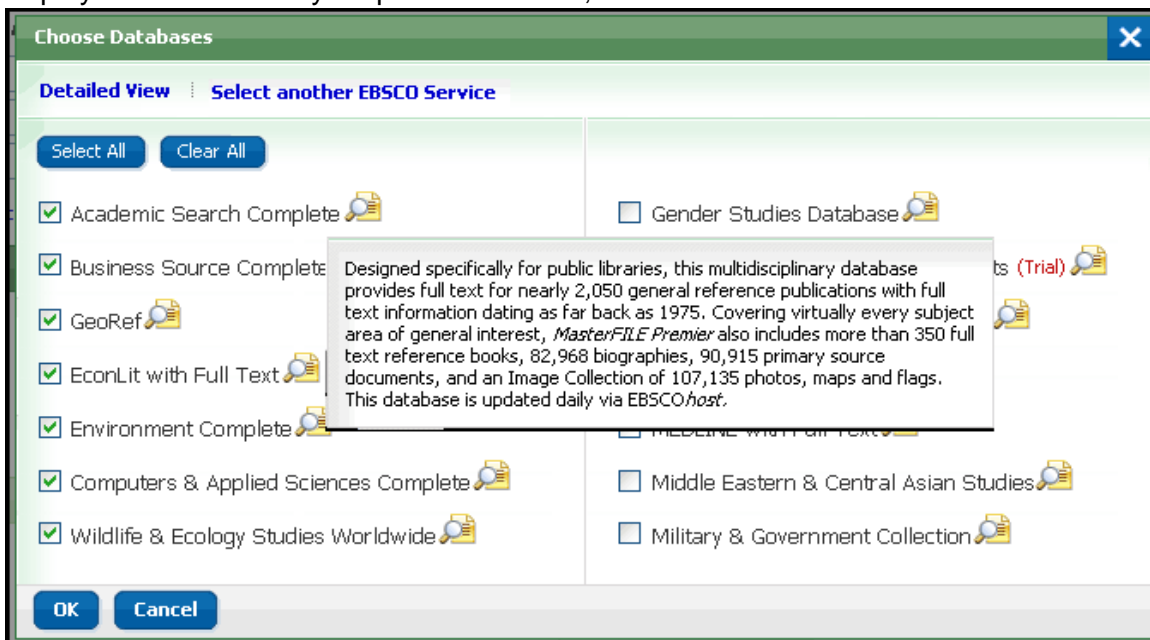 Choose Databases
Detailed View Select another EBSCO Service
Select All Clear All
Academic Search Complete
Gender Studies Database
Business Source Complete
(Trial)
GeoRef
EconLit with Full Text
Environment Complete
Designed specifically for public libraries, this multidisciplinary database
provides full text for nearly 2,050 general reference publications with full
text information dating as far back as 1975. Covering virtually every subject
area of general interest, MasterFILE Premier also includes more than 350 full
text reference books, 82,968 biographies, 90,915 primary source
documents, and an Image Collection of 107,135 photos, maps and flags.
This database is updated daily via EBSCOhost.
MEDLINE with Full Text
Computers & Applied Sciences Complete
Middle Eastern & Central Asian Studies
Wildlife & Ecology Studies Worldwide
Military & Government Collection
OK Cancel